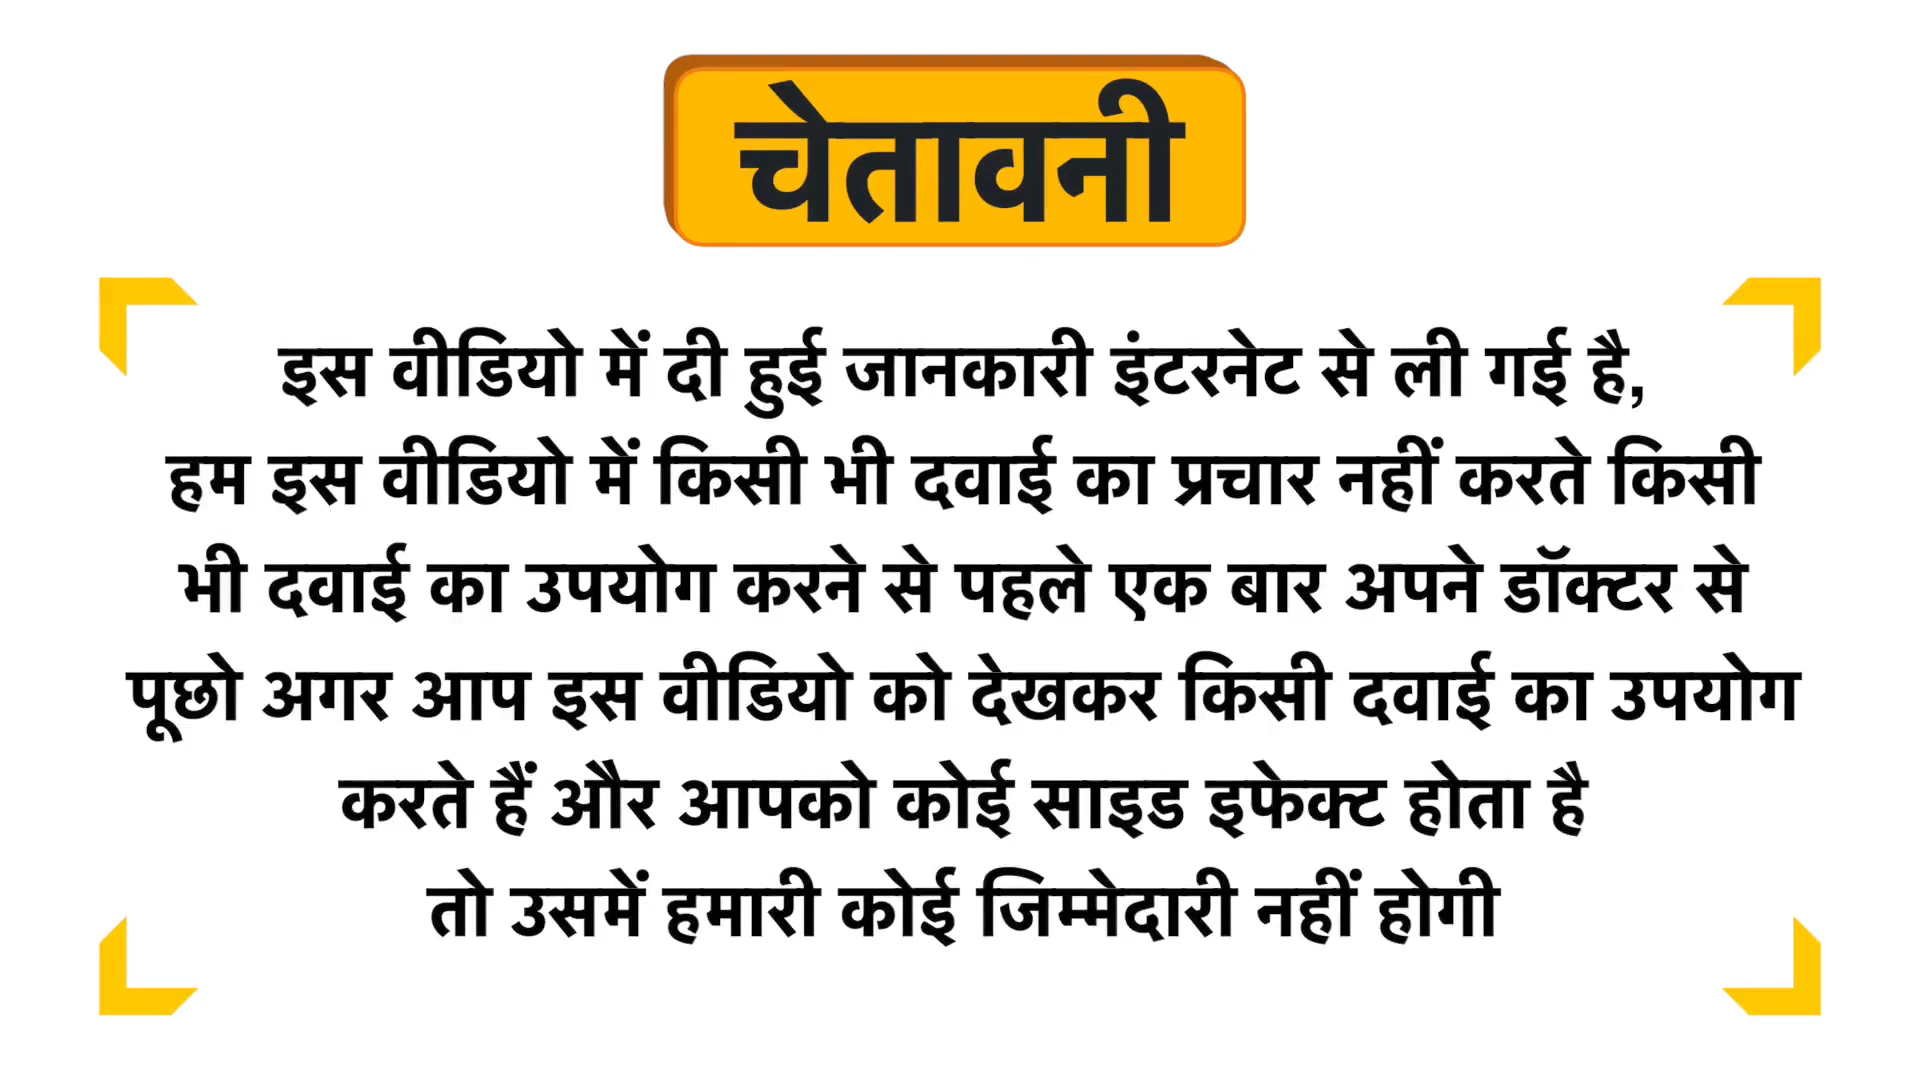 चेतावनी
इस वीडियो में दी हुई जानकारी इंटरनेट से ली गई है,
हम इस वीडियो में किसी भी दवाई का प्रचार नहीं करते किसी
भी दवाई का उपयोग करने से पहले एक बार अपने डॉक्टर से
पूछो अगर आप इस वीडियो को देखकर किसी दवाई का उपयोग
करते हैं और आपको कोई साइड इफेक्ट होता है
तो उसमें हमारी कोई जिम्मेदारी नहीं होगी